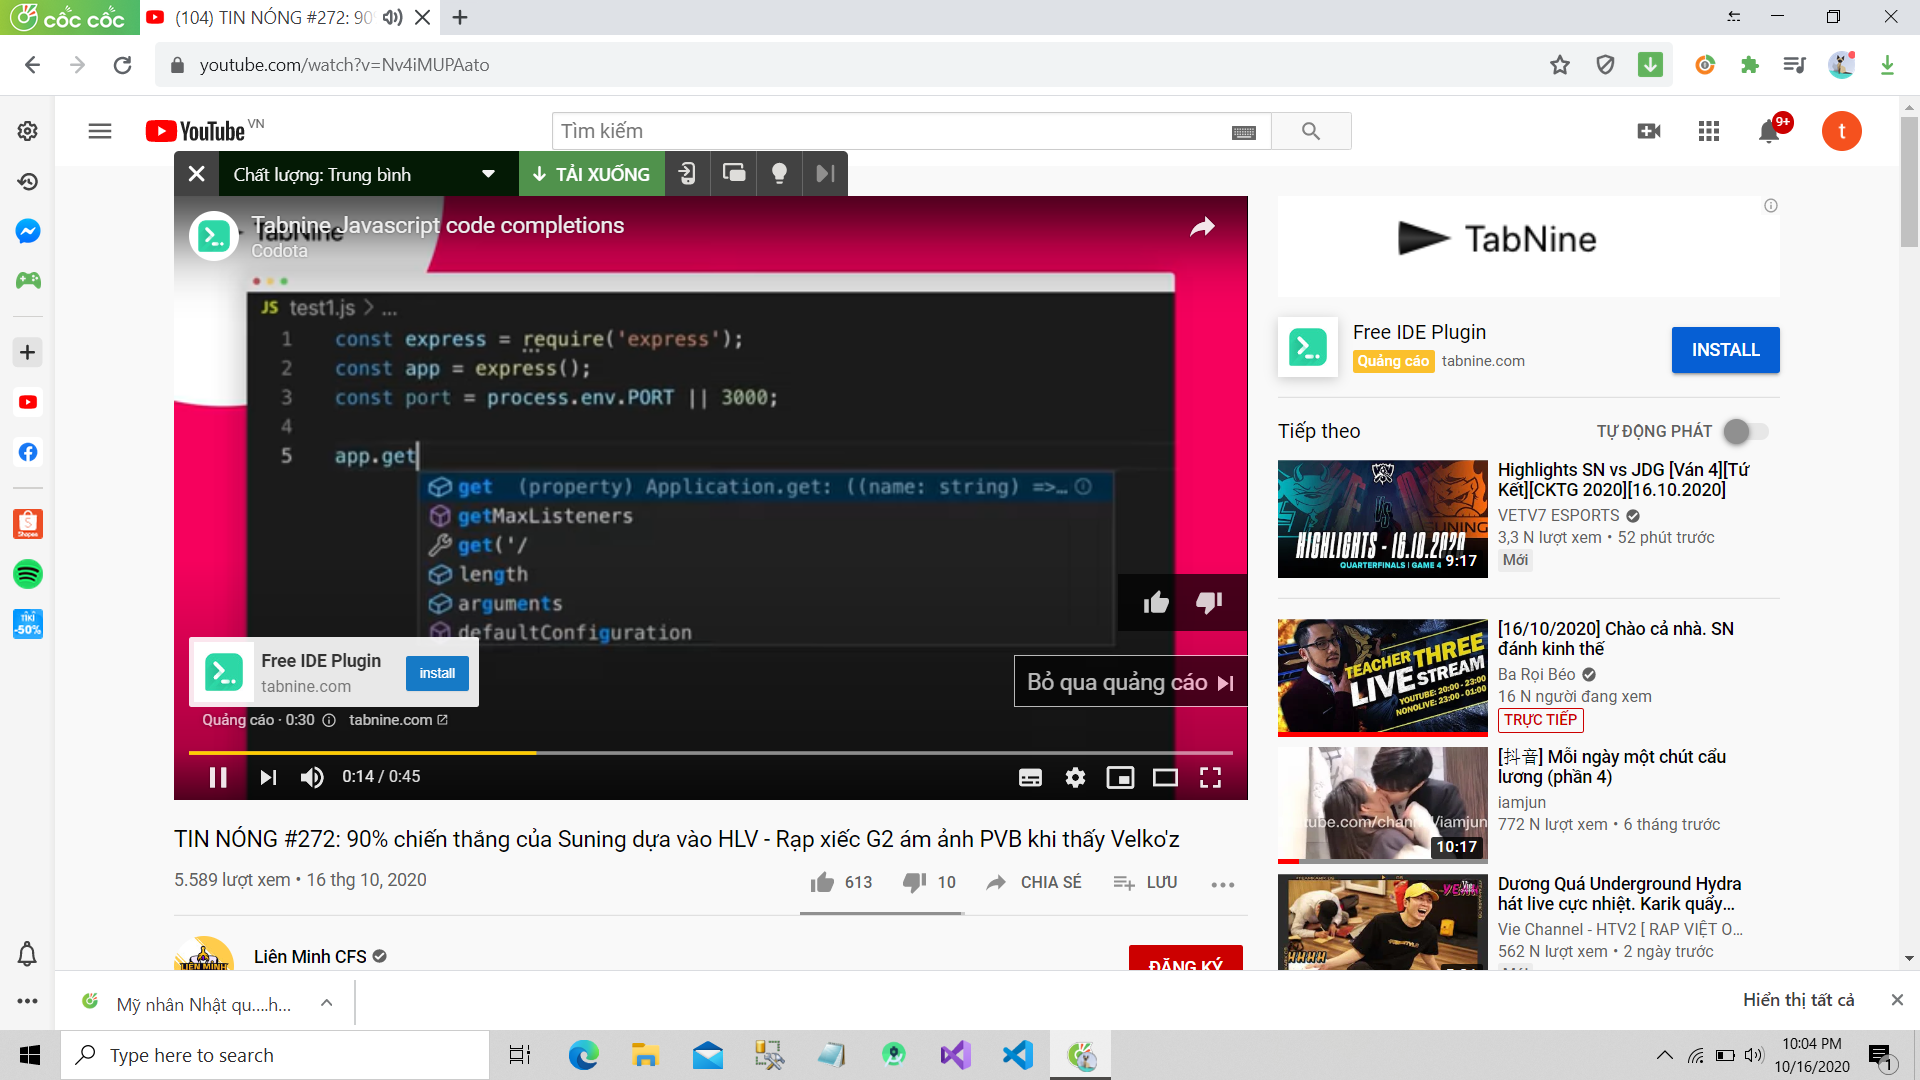 cốc cốc
(104) TIN NÓNG #272: 90
youtube.com/watch?v=Nv4iMUPAato
YouTube VN
Tìm kiếm
9+
t
Chất lượng: Trung bình
TẢI XUỐNG
Tabnine Javascript code completions
TabNine
Codota
JS test1.js > ...
1 const express = require('express');
2 const app = express();
3 const port = process.env.PORT || 3000;
4
5 app.get
get (property) Application.get: ((name: string) =>…
getMaxListeners
get('/
length
arguments
defaultConfiguration
Free IDE Plugin
tabnine.com
install
Bỏ qua quảng cáo
Quảng cáo · 0:30 tabnine.com
0:14 / 0:45
TIN NÓNG #272: 90% chiến thắng của Suning dựa vào HLV - Rạp xiếc G2 ám ảnh PVB khi thấy Velko'z
5.589 lượt xem • 16 thg 10, 2020
613
10
CHIA SẺ
LƯU
LIÊN MINH
Liên Minh CFS
ĐĂNG KÝ
TabNine
Free IDE Plugin
Quảng cáo tabnine.com
INSTALL
Tiếp theo
TỰ ĐỘNG PHÁT
VS
SUNING
HIGHLIGHTS - 16.10.2020
QUARTERFINALS | GAME 4
9:17
Highlights SN vs JDG [Ván 4][Tứ
Kết][CKTG 2020][16.10.2020]
VETV7 ESPORTS
3,3 N lượt xem • 52 phút trước
Mới
TEACHER THREE
LIVE STREAM
YOUTUBE: 20:00 - 23:00
NONOLIVE: 23:00 - 01:00
[16/10/2020] Chào cả nhà. SN
đánh kinh thế
Ba Rọi Béo
16 N người đang xem
TRỰC TIẾP
tube.com/chann
/iamjun
10:17
[抖音] Mỗi ngày một chút cẩu
lương (phần 4)
iamjun
772 N lượt xem • 6 tháng trước
HHHH
Dương Quá Underground Hydra
hát live cực nhiệt. Karik quẩy...
Vie Channel - HTV2 [ RAP VIỆT O...
562 N lượt xem • 2 ngày trước
Shopee
TIKI
-50%
Mỹ nhân Nhật qu....h...
Hiển thị tất cả
Type here to search
10:04 PM
10/16/2020
1